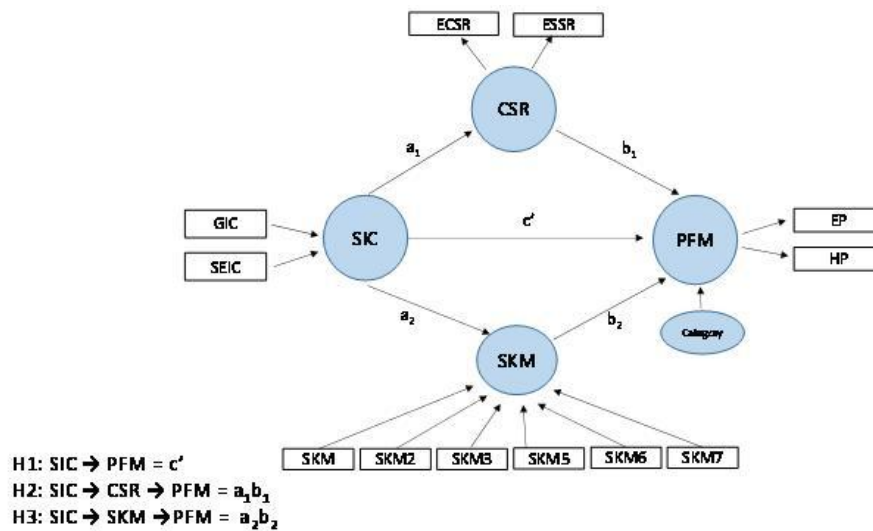 ECSR ESSR
CSR
a₁ b₁
GIC
SIC c' PFM EP
SEIC HP
a₂ b₂ Category
SKM
SKM SKM2 SKM3 SKM5 SKM6 SKM7
H1: SIC → PFM = c'
H2: SIC → CSR → PFM = a₁b₁
H3: SIC → SKM → PFM = a₂b₂